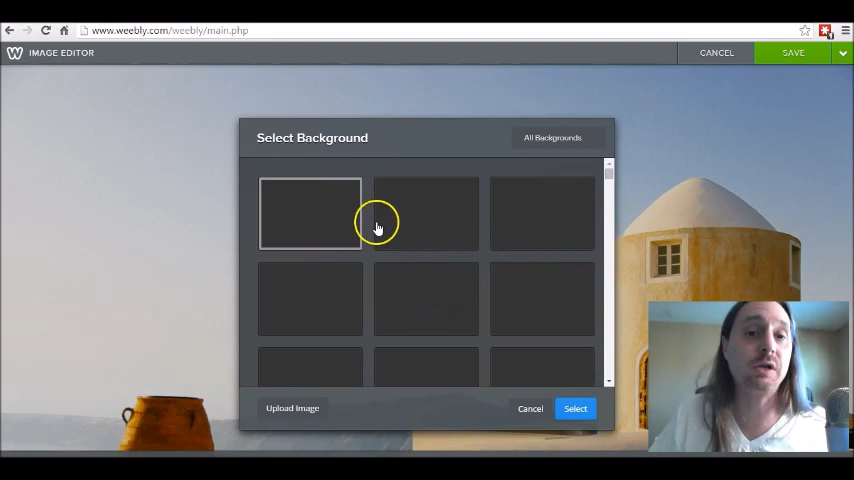 www.weebly.com/weebly/main.php
IMAGE EDITOR
CANCEL
SAVE
Select Background
All Backgrounds
Upload Image
Cancel
Select